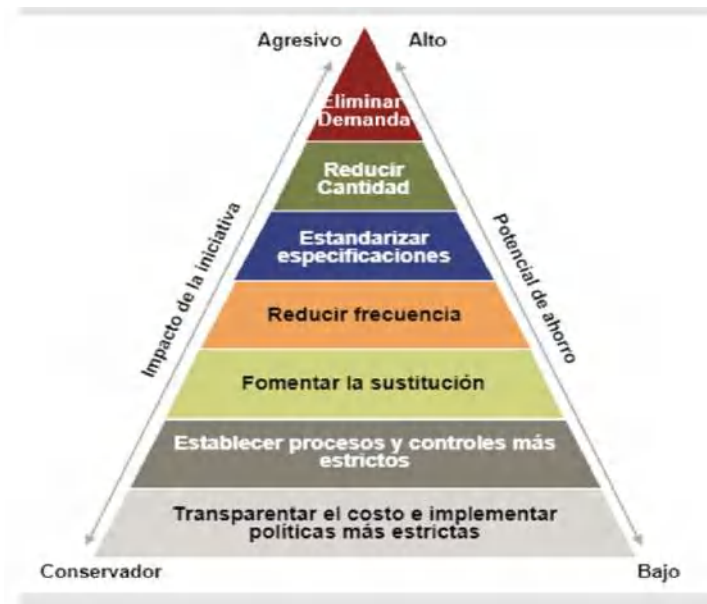 Agresivo
Alto
Eliminar
Demanda
Reducir
Cantidad
Estandarizar
especificaciones
Reducir frecuencia
Fomentar la sustitución
Establecer procesos y controles más
estrictos
Transparentar el costo e implementar
políticas más estrictas
Impacto de la iniciativa
Potencial de ahorro
Conservador
Bajo